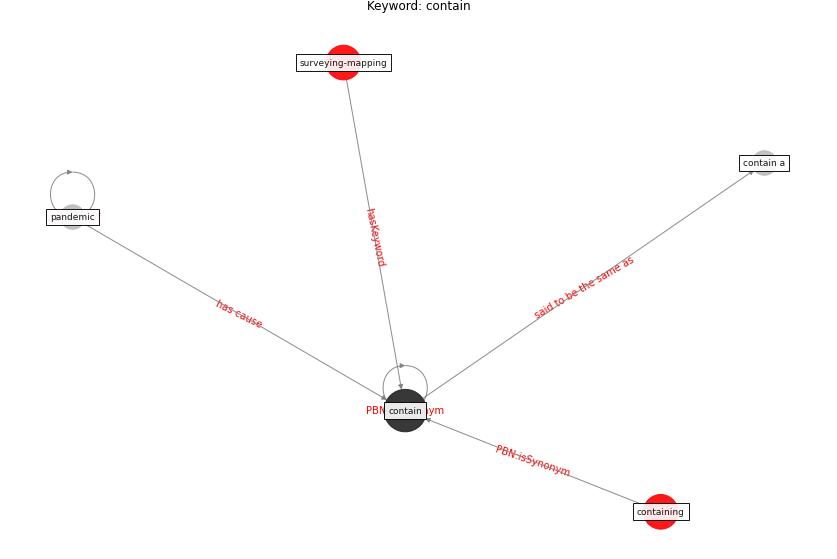 Keyword: contain
surveying-mapping
contain a
pandemic
hasKeyword
said to be the same as
has cause
contain
PBN ym
PBN:isSynonym
containing